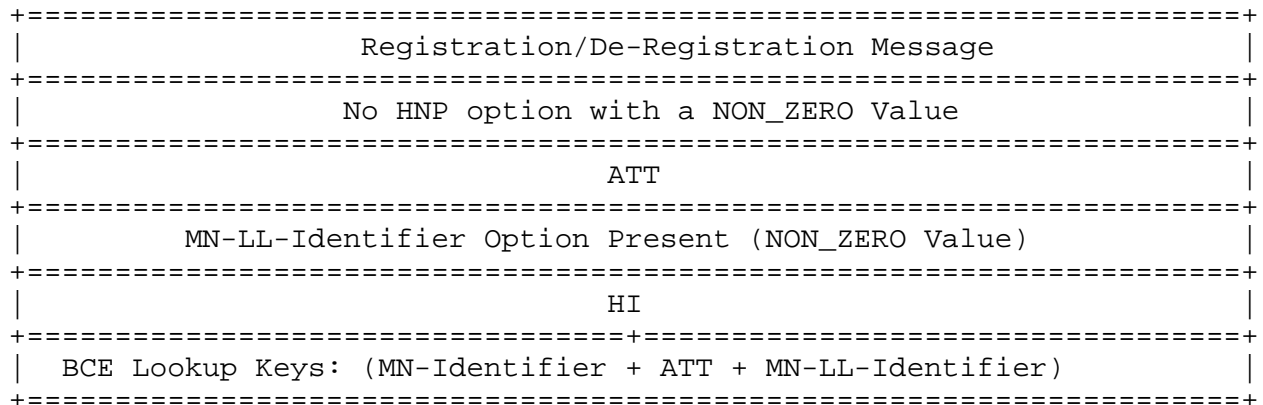 +=====================================================================+
|                   Registration/De-Registration Message              |
+=====================================================================+
|                  No HNP option with a NON_ZERO Value                |
+=====================================================================+
|                                 ATT                                 |
+=====================================================================+
|         MN-LL-Identifier Option Present (NON_ZERO Value)            |
+=====================================================================+
|                                 HI                                  |
+==================================+==================================+
|  BCE Lookup Keys: (MN-Identifier + ATT + MN-LL-Identifier)          |
+=====================================================================+